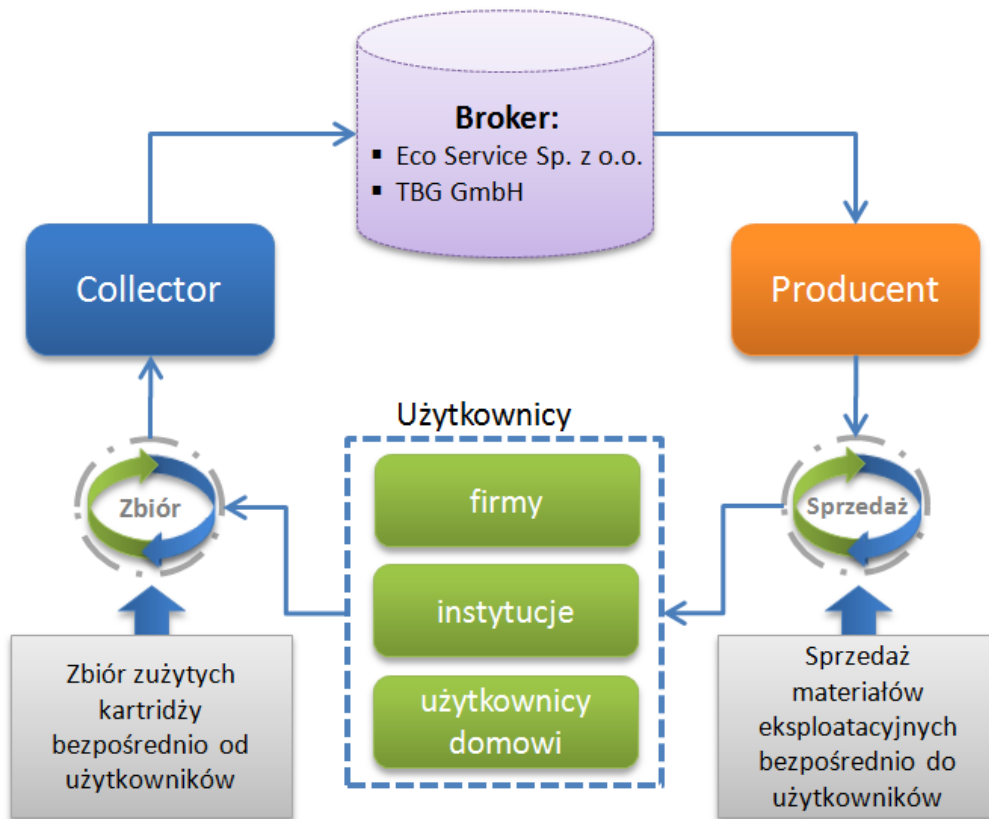 Broker:
▪ Eco Service Sp. z o.o.
▪ TBG GmbH
Collector
Producent
Użytkownicy
firmy
instytucje
użytkownicy
domowi
Zbiór
Sprzedaż
Zbiór zużytych
kartridży
bezpośrednio od
użytkowników
Sprzedaż
materiałów
eksploatacyjnych
bezpośrednio do
użytkowników